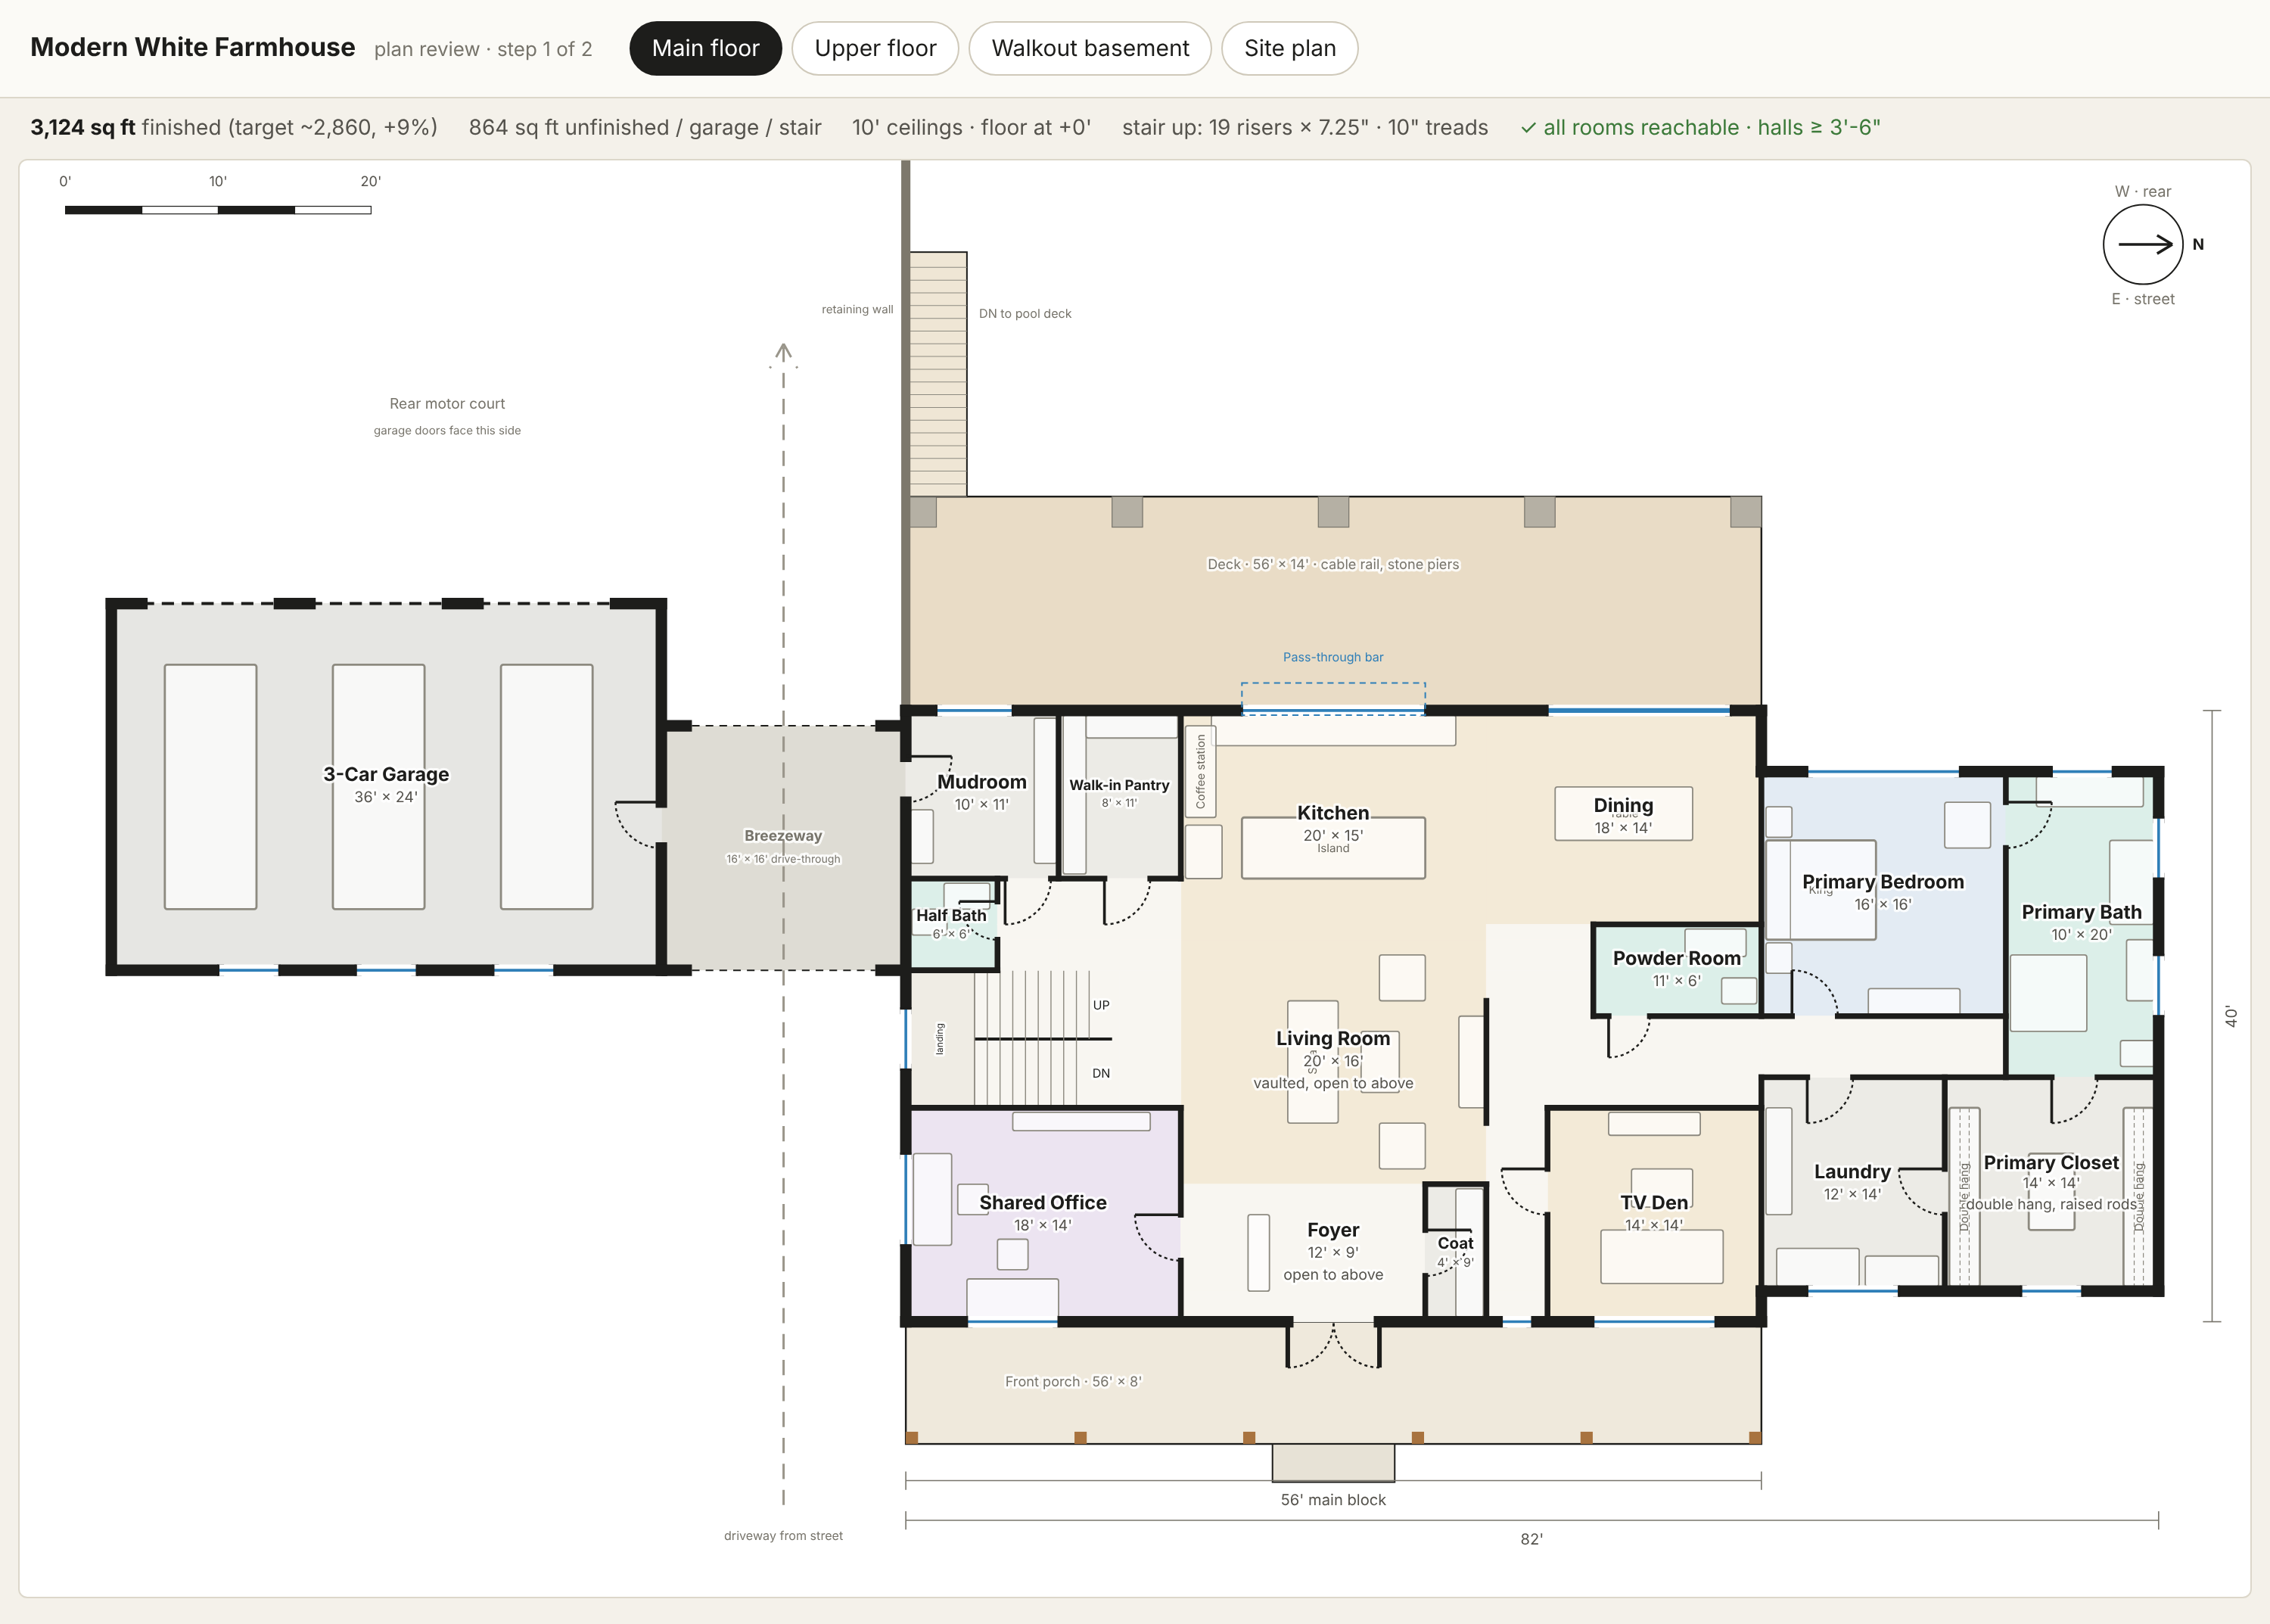 Modern White Farmhouse plan review · step 1 of 2 Main floor Upper floor Walkout basement Site plan
3,124 sq ft finished (target ~2,860, +9%) 864 sq ft unfinished / garage / stair 10' ceilings · floor at +0' stair up: 19 risers × 7.25" · 10" treads ✓ all rooms reachable · halls ≥ 3'-6"
0' 10' 20'
W · rear
N
E · street
retaining wall
DN to pool deck
Rear motor court
garage doors face this side
Deck · 56' × 14' · cable rail, stone piers
Pass-through bar
3-Car Garage
36' × 24'
Breezeway
16' × 16' drive-through
Mudroom
10' × 11'
Walk-in Pantry
8' × 11'
Coffee station
Kitchen
20' × 15'
Island
Dining
18' × 14'
Table
Primary Bedroom
16' × 16'
King
Primary Bath
10' × 20'
Half Bath
6' × 6'
Powder Room
11' × 6'
landing
UP
DN
Living Room
20' × 16'
vaulted, open to above
40'
Shared Office
18' × 14'
Foyer
12' × 9'
open to above
Coat
4' × 9'
TV Den
14' × 14'
Laundry
12' × 14'
Primary Closet
14' × 14'
double hang, raised rods
Double hang
Double hang
Front porch · 56' × 8'
56' main block
driveway from street
82'